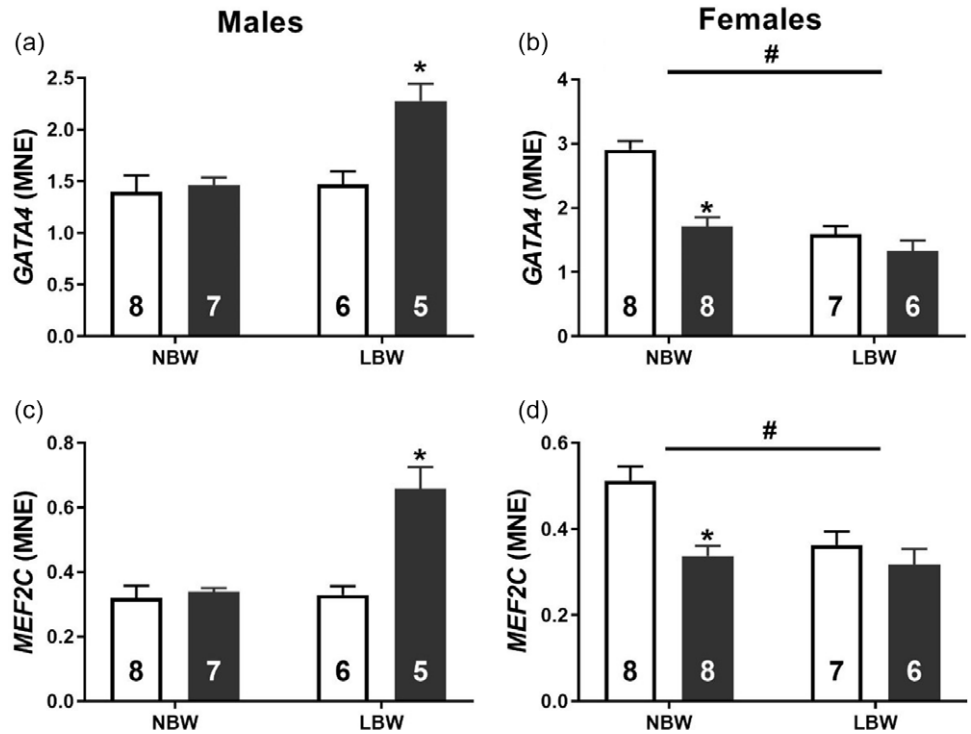 Males
Females
(a)
GATA4 (MNE)
2.5
2.0
1.5
1.0
0.5
0.0
*
8
7
6
5
NBW
LBW
(b)
GATA4 (MNE)
4
3
2
1
0
#
*
8
8
7
6
NBW
LBW
(c)
MEF2C (MNE)
0.8
0.6
0.4
0.2
0.0
*
8
7
6
5
NBW
LBW
(d)
MEF2C (MNE)
0.6
0.4
0.2
0.0
#
*
8
8
7
6
NBW
LBW